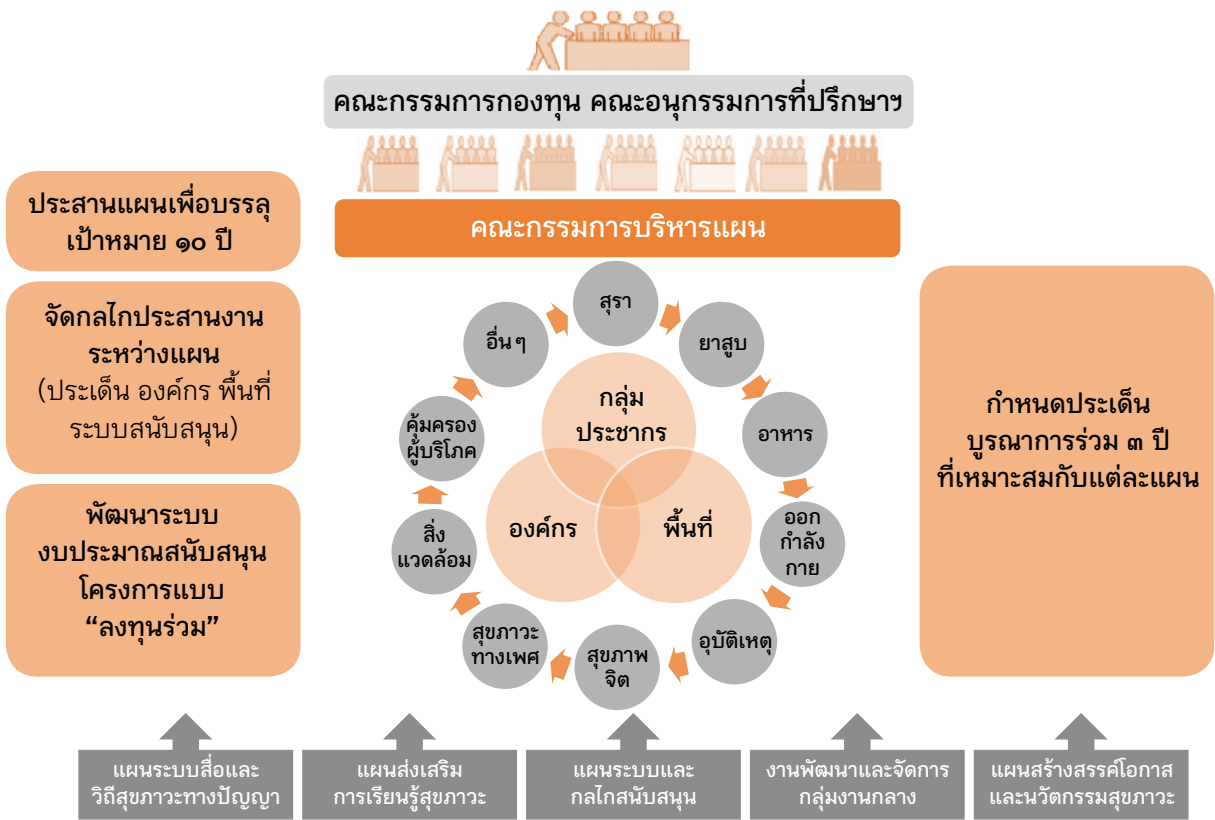 คณะกรรมการกองทุน คณะอนุกรรมการที่ปรึกษาฯ
คณะกรรมการบริหารแผน
ประสานแผนเพื่อบรรลุ
เป้าหมาย ๑๐ ปี
จัดกลไกประสานงาน
ระหว่างแผน
(ประเด็น องค์กร พื้นที่
ระบบสนับสนุน)
พัฒนาระบบ
งบประมาณสนับสนุน
โครงการแบบ
“ลงทุนร่วม”
สุรา
ยาสูบ
อาหาร
ออก
กำลัง
กาย
อุบัติเหตุ
สุขภาพ
จิต
สุขภาวะ
ทางเพศ
สิ่ง
แวดล้อม
คุ้มครอง
ผู้บริโภค
อื่น ๆ
กลุ่ม
ประชากร
องค์กร
พื้นที่
กำหนดประเด็น
บูรณาการร่วม ๓ ปี
ที่เหมาะสมกับแต่ละแผน
แผนระบบสื่อและ
วิถีสุขภาวะทางปัญญา
แผนส่งเสริม
การเรียนรู้สุขภาวะ
แผนระบบและ
กลไกสนับสนุน
งานพัฒนาและจัดการ
กลุ่มงานกลาง
แผนสร้างสรรค์โอกาส
และนวัตกรรมสุขภาวะ